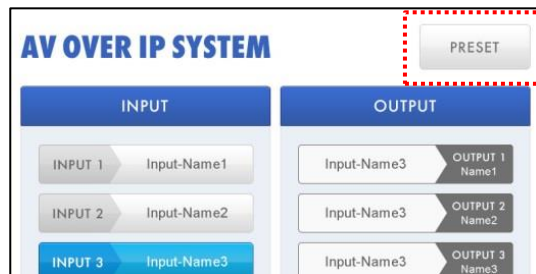 AV OVER IP SYSTEM
PRESET
INPUT
OUTPUT
INPUT 1 Input-Name1
Input-Name3 OUTPUT 1
Name1
INPUT 2 Input-Name2
Input-Name3 OUTPUT 2
Name2
INPUT 3 Input-Name3
Input-Name3 OUTPUT 3
Name3